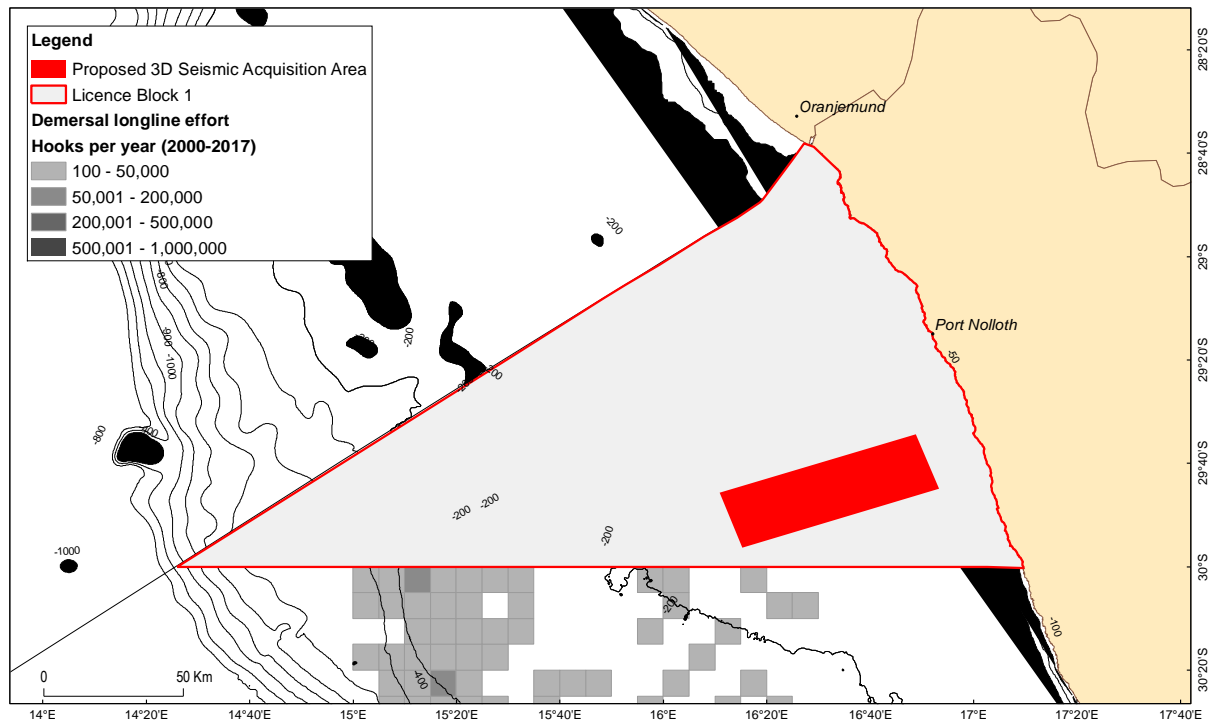 Legend
Proposed 3D Seismic Acquisition Area
Licence Block 1
Demersal longline effort
Hooks per year (2000-2017)
100 - 50,000
50,001 - 200,000
200,001 - 500,000
500,001 - 1,000,000
Oranjemund
Port Nolloth
-200
-800
-800
-1000
-200
-200
-50
-800
-400
-200
-200
-200
-1000
-200
-100
-400
0 50 Km
28°20'S
28°40'S
29°S
29°20'S
29°40'S
30°S
30°20'S
14°E 14°20'E 14°40'E 15°E 15°20'E 15°40'E 16°E 16°20'E 16°40'E 17°E 17°20'E 17°40'E